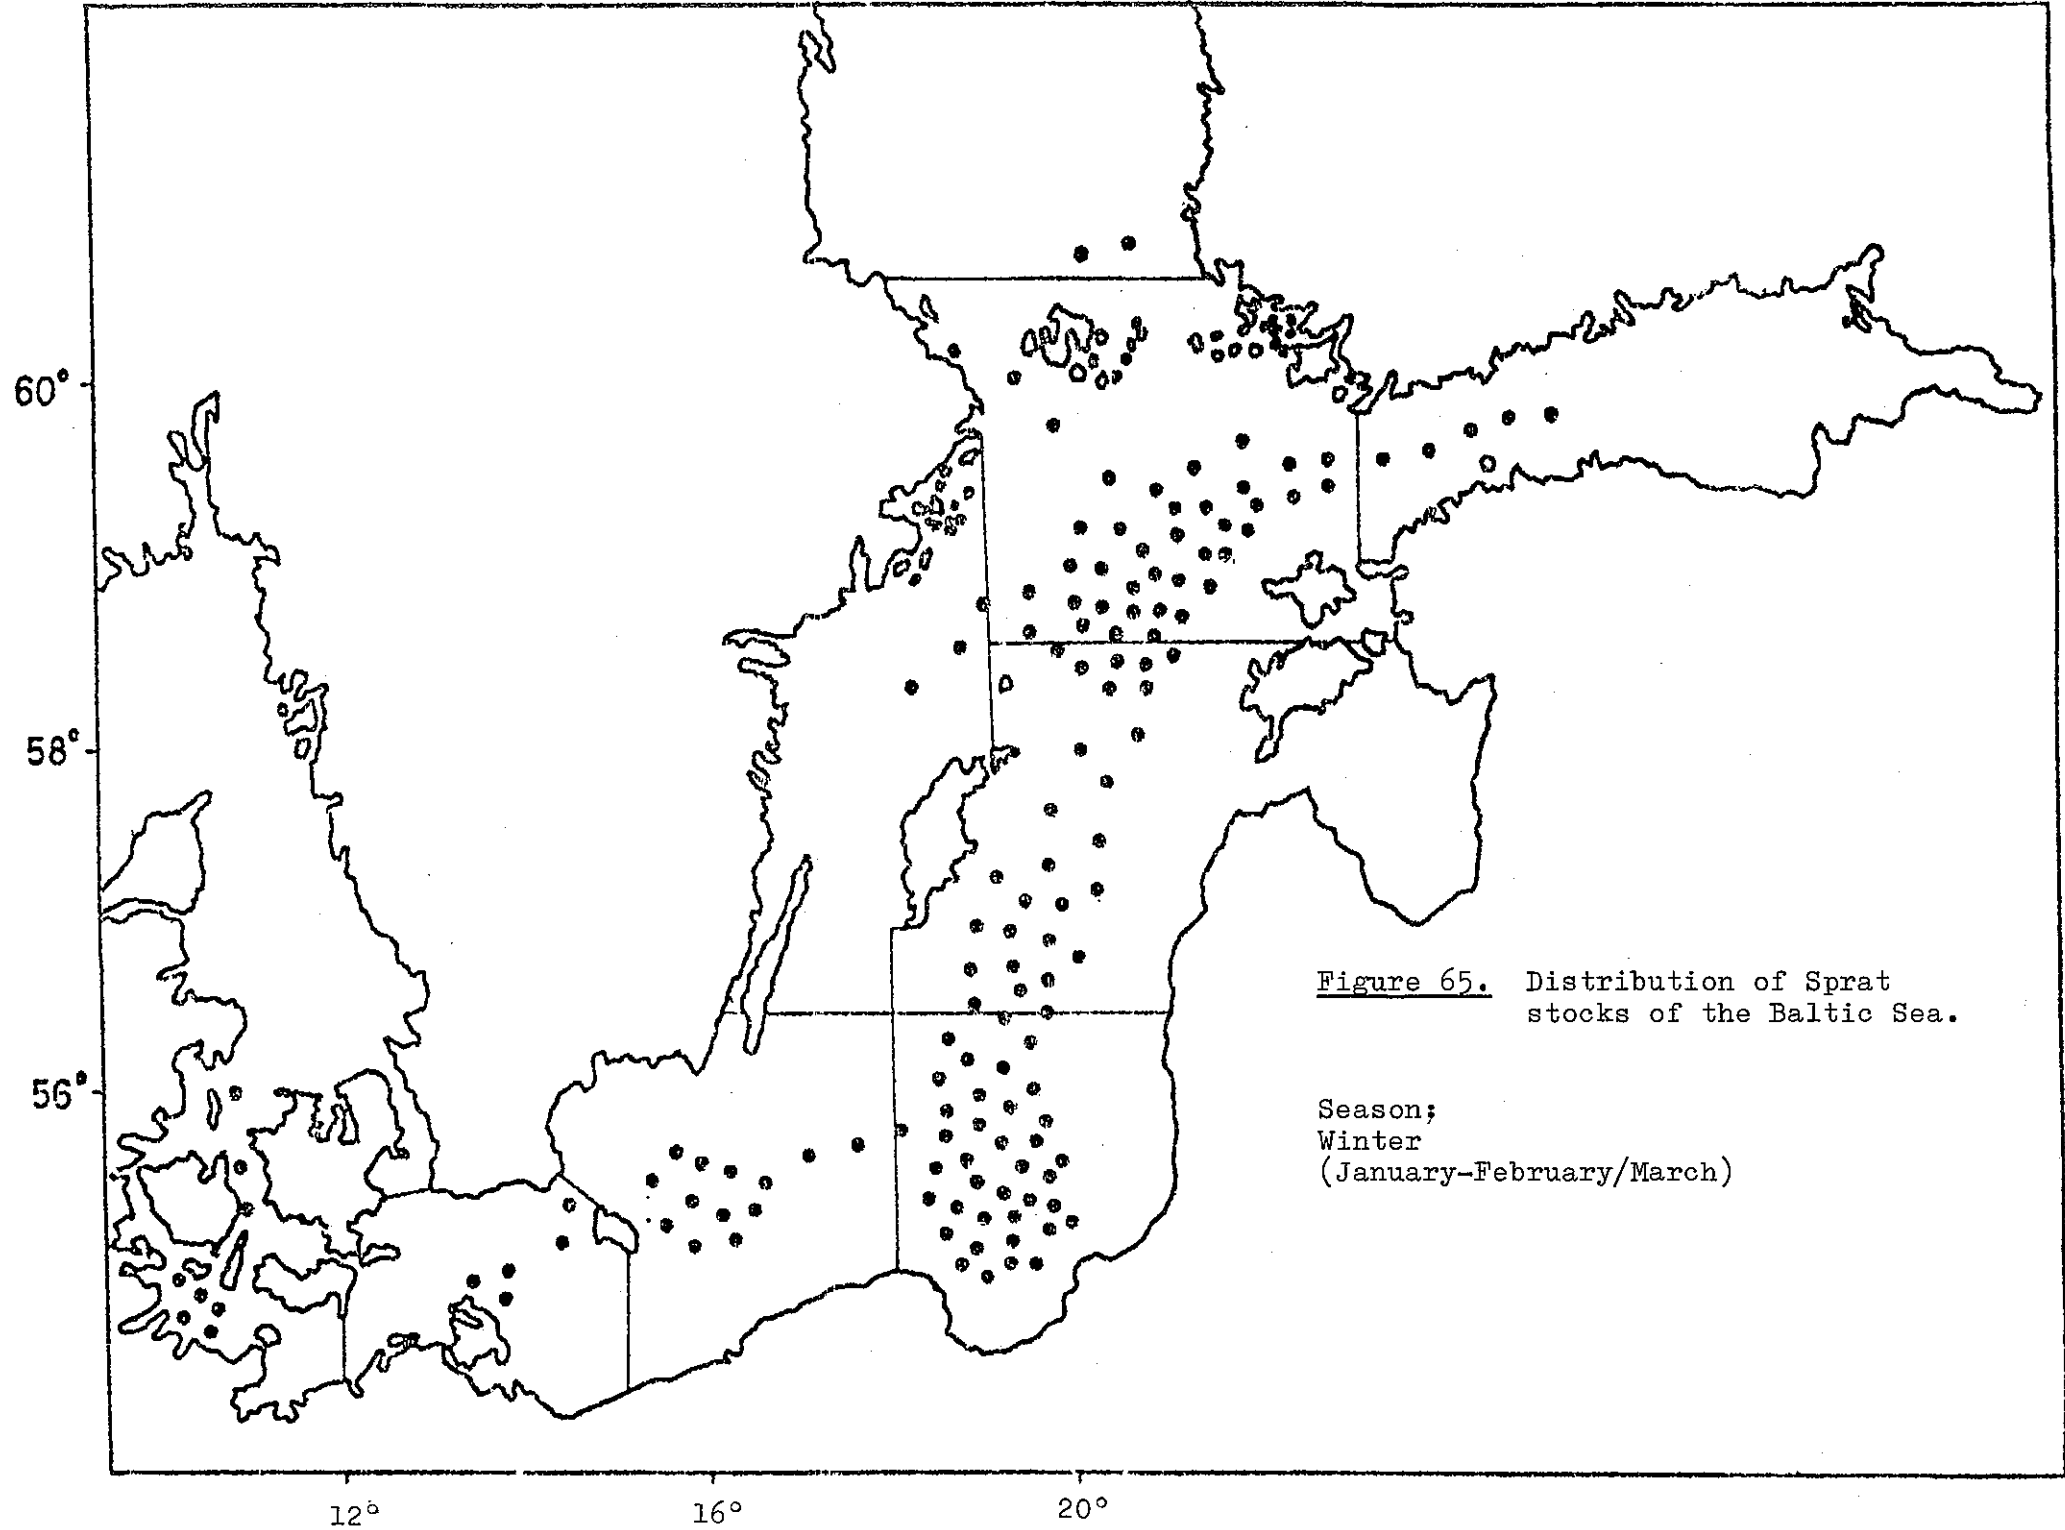 60°
58°
56°
Figure 65. Distribution of Sprat
stocks of the Baltic Sea.
Season;
Winter
(January-February/March)
12° 16° 20°